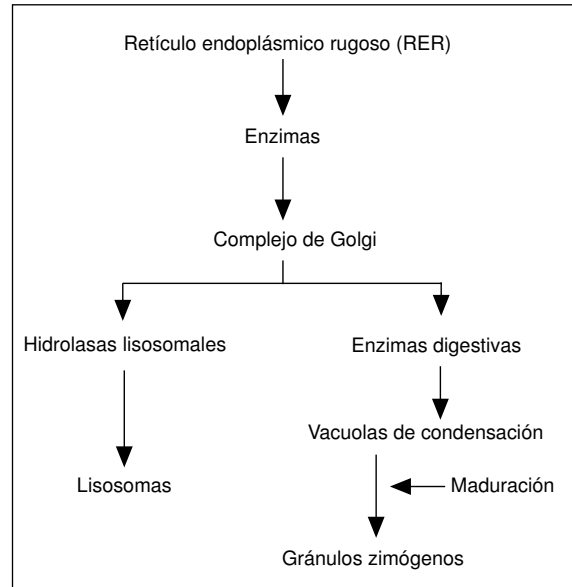 Retículo endoplásmico rugoso (RER)
Enzimas
Complejo de Golgi
Hidrolasas lisosomales
Enzimas digestivas
Vacuolas de condensación
Lisosomas
Maduración
Gránulos zimógenos